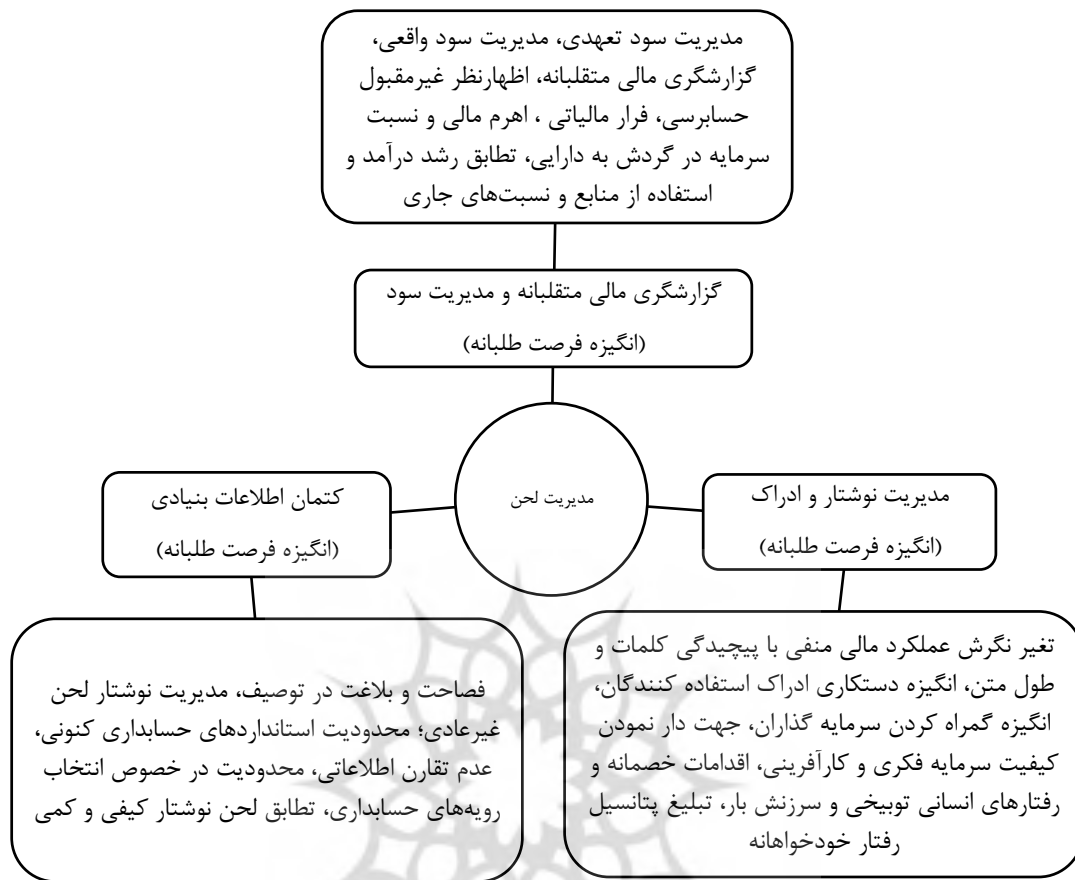 مدیریت سود تعهدی، مدیریت سود واقعی،
گزارشگری مالی متقلبانه، اظهارنظر غیرمقبول
حسابرسی، فرار مالیاتی ، اهرم مالی و نسبت
سرمایه در گردش به دارایی، تطابق رشد درآمد و
استفاده از منابع و نسبت‌های جاری
گزارشگری مالی متقلبانه و مدیریت سود
(انگیزه فرصت طلبانه)
مدیریت لحن
مدیریت نوشتار و ادراک
(انگیزه فرصت طلبانه)
کتمان اطلاعات بنیادی
(انگیزه فرصت طلبانه)
تغیر نگرش عملکرد مالی منفی با پیچیدگی کلمات و
طول متن، انگیزه دستکاری ادراک استفاده کنندگان،
انگیزه گمراه کردن سرمایه گذاران، جهت دار نمودن
کیفیت سرمایه فکری و کارآفرینی، اقدامات خصمانه و
رفتارهای انسانی توبیخی و سرزنش بار، تبلیغ پتانسیل
رفتار خودخواهانه
فصاحت و بلاغت در توصیف، مدیریت نوشتار لحن
غیرعادی؛ محدودیت استانداردهای حسابداری کنونی،
عدم تقارن اطلاعاتی، محدودیت در خصوص انتخاب
رویه‌های حسابداری، تطابق لحن نوشتار کیفی و کمی